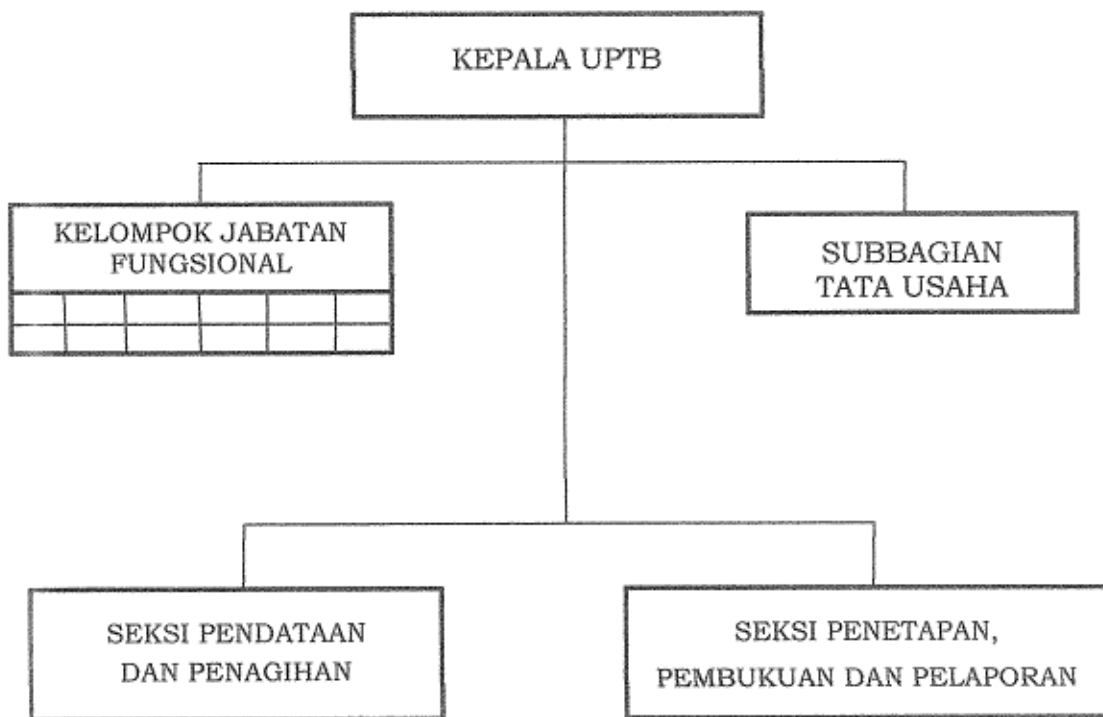 KEPALA UPTB
KELOMPOK JABATAN
FUNGSIONAL
SUBBAGIAN
TATA USAHA
SEKSI PENDATAAN
DAN PENAGIHAN
SEKSI PENETAPAN,
PEMBUKUAN DAN PELAPORAN